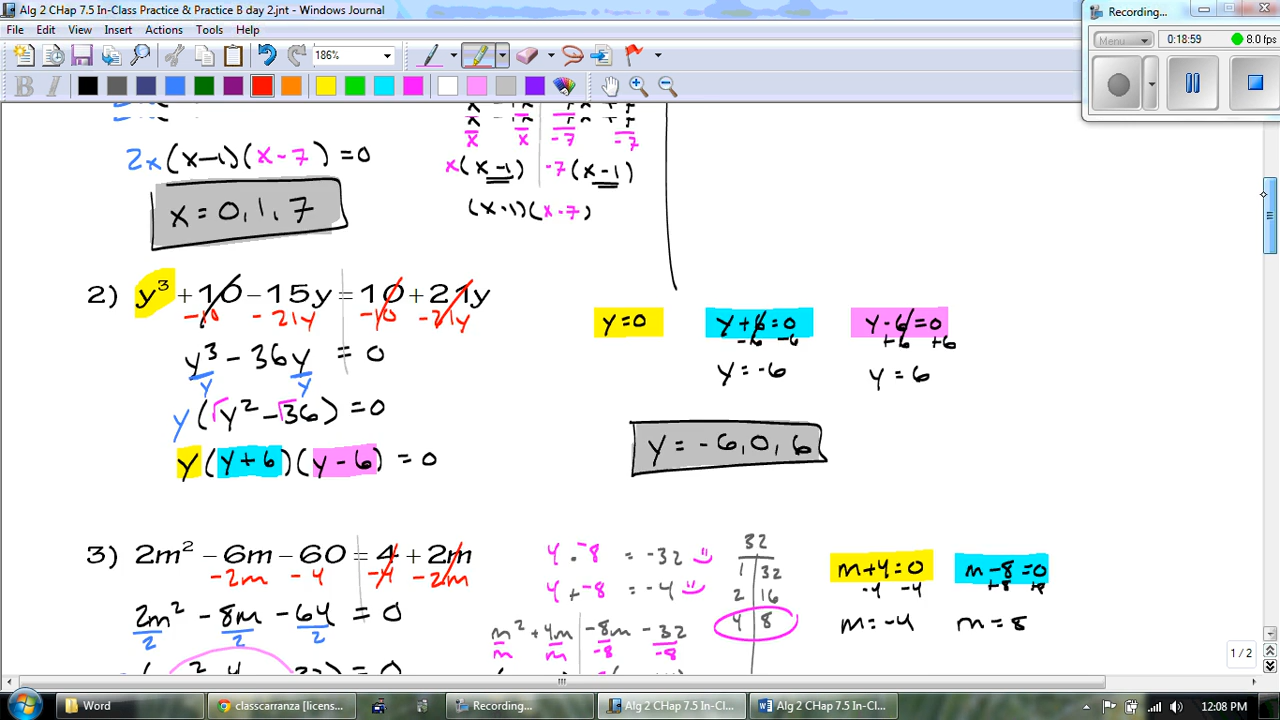 Alg 2 CHap 7.5 In-Class Practice & Practice B day 2.jnt - Windows Journal
File Edit View Insert Actions Tools Help
186%
B I
Recording...
Menu
0:18:59
8.0 fps
2x(x-1)(x-7)=0
x = 0, 1, 7
x x -7 -7
x(x-1) -7(x-1)
(x-1)(x-7)
2) y³ + 10 - 15y = 10 + 21y
-10 -21y -10 -21y
y³ - 36y = 0
y y
y(√y² - √36) = 0
y(y+6)(y-6) = 0
y=0
y+6=0
-6 -6
y = -6
y-6=0
+6 +6
y = 6
y = -6, 0, 6
3) 2m² - 6m - 60 = 4 + 2m
-2m -4 -4 -2m
2m² - 8m - 64 = 0
2 2 2
4 · -8 = -32
4 + -8 = -4
m² + 4m -8m -32
m m -8 -8
32
1 32
2 16
4 8
m+4=0
-4 -4
m = -4
m-8=0
+8 +8
m = 8
1 / 2
Word
classcarranza [licens...
Recording...
Alg 2 CHap 7.5 In-Cl...
Alg 2 CHap 7.5 In-Cl...
12:08 PM